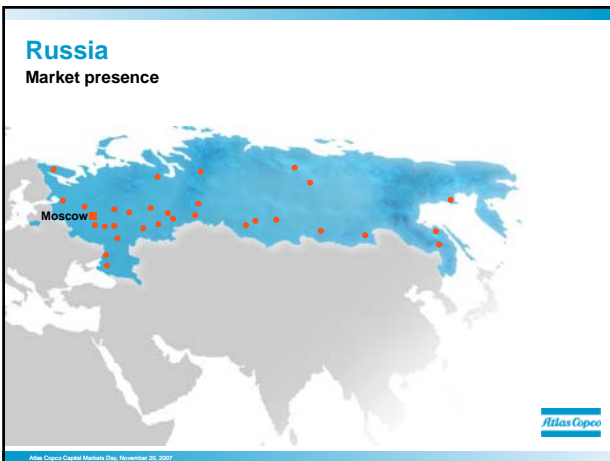 Russia
Market presence
Moscow
Atlas Copco
Atlas Copco Capital Markets Day, November 20, 2007